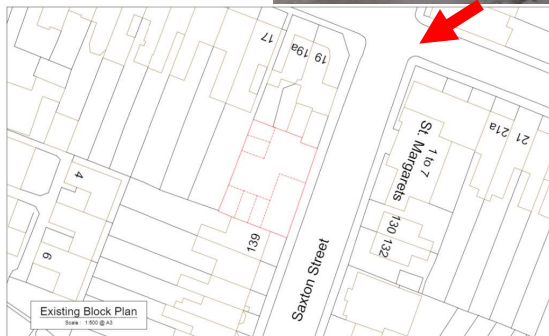 17
19a
19
1 to 7
St. Margarets
21a
21
4
6
139
130
132
Saxton Street
Existing Block Plan
Scale : 1:500 @ A3